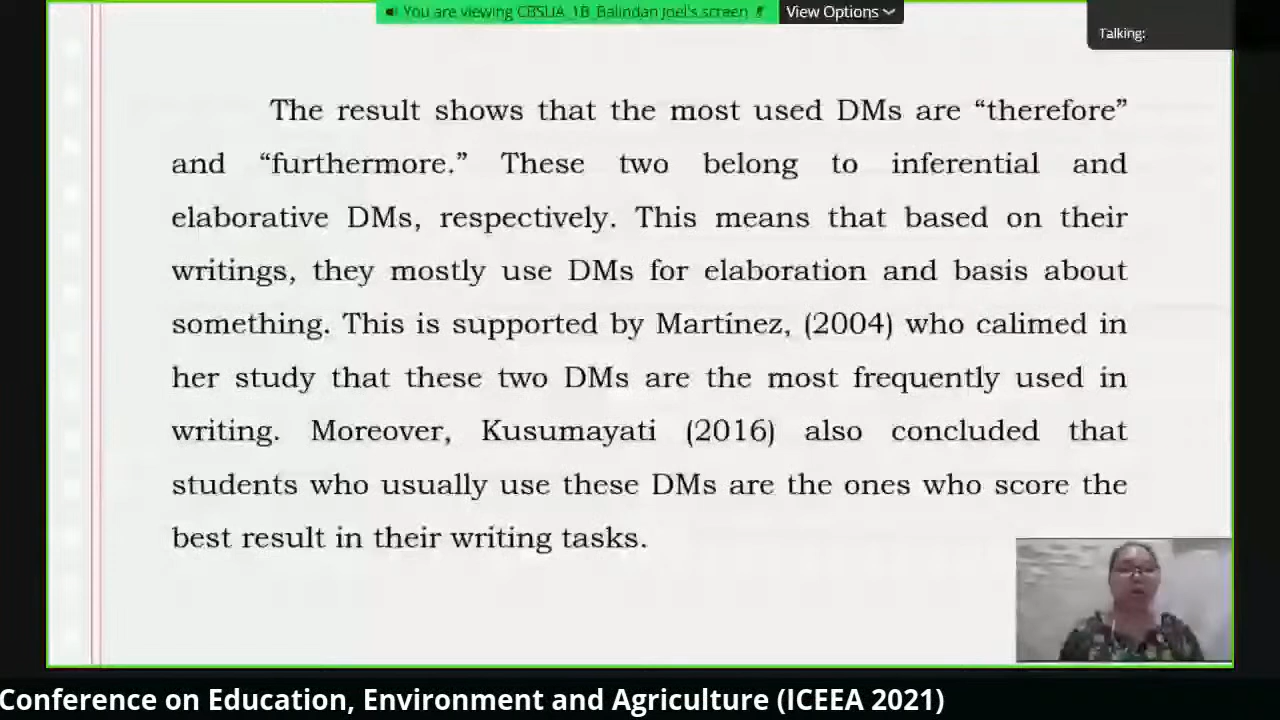 You are viewing CBSUA_1B_Balindan Joel's screen
View Options
Talking:
The result shows that the most used DMs are “therefore”
and “furthermore.” These two belong to inferential and
elaborative DMs, respectively. This means that based on their
writings, they mostly use DMs for elaboration and basis about
something. This is supported by Martínez, (2004) who calimed in
her study that these two DMs are the most frequently used in
writing. Moreover, Kusumayati (2016) also concluded that
students who usually use these DMs are the ones who score the
best result in their writing tasks.
Conference on Education, Environment and Agriculture (ICEEA 2021)